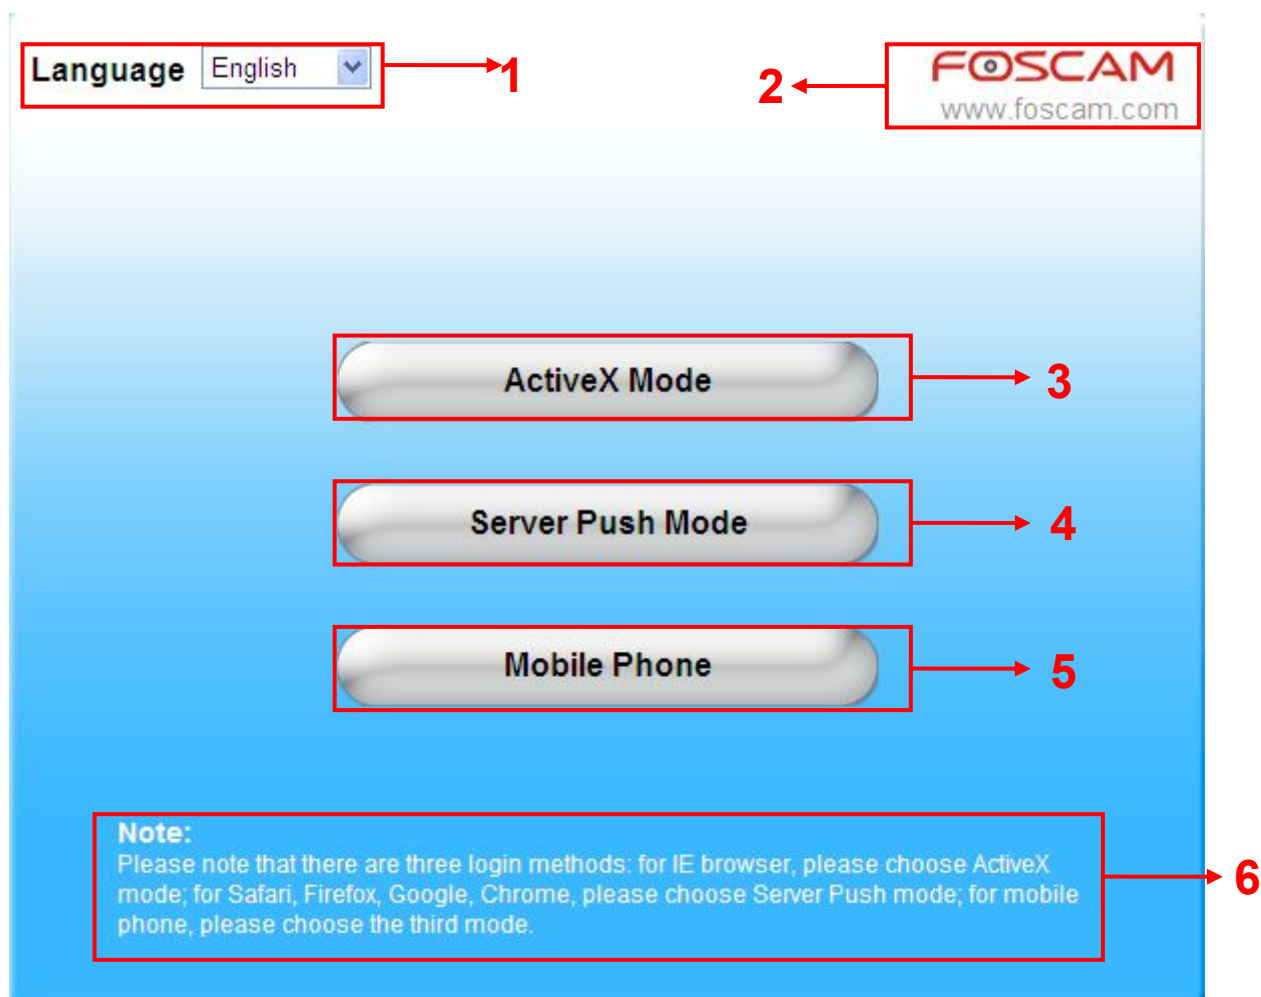 Language English 1
2 FOSCAM
www.foscam.com
ActiveX Mode 3
Server Push Mode 4
Mobile Phone 5
Note:
Please note that there are three login methods: for IE browser, please choose ActiveX
mode; for Safari, Firefox, Google, Chrome, please choose Server Push mode; for mobile
phone, please choose the third mode.
6